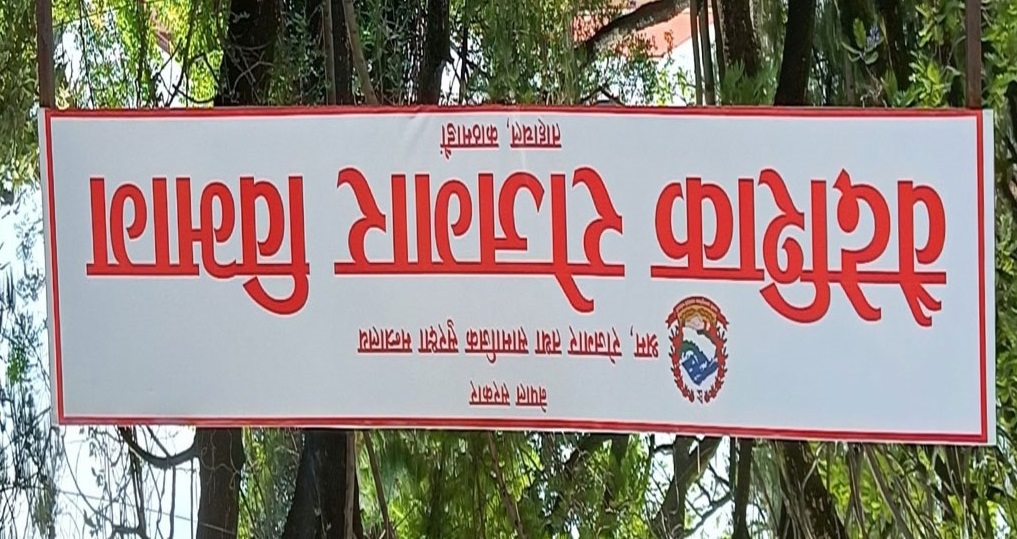 नेपाल सरकार
श्रम, रोजगार तथा सामाजिक सुरक्षा मन्त्रालय
वैदेशिक रोजगार विभाग
ताहाचल, काठमाडौं